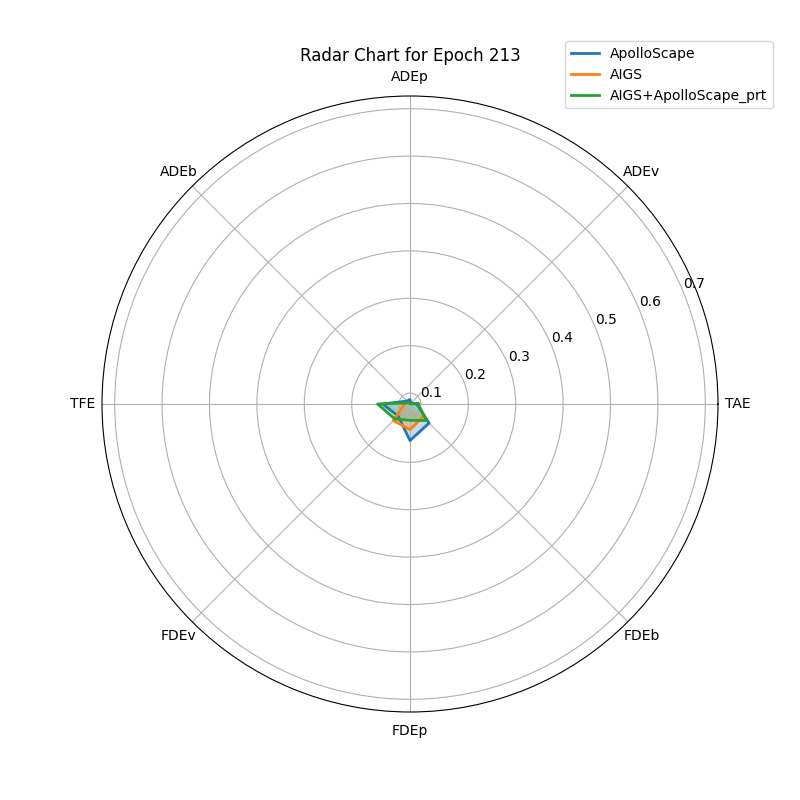 Radar Chart for Epoch 213
ApolloScape
AIGS
AIGS+ApolloScape_prt
ADEp
ADEb
ADEv
0.7
0.6
0.5
0.4
0.3
0.2
0.1
TFE
TAE
FDEv
FDEb
FDEp